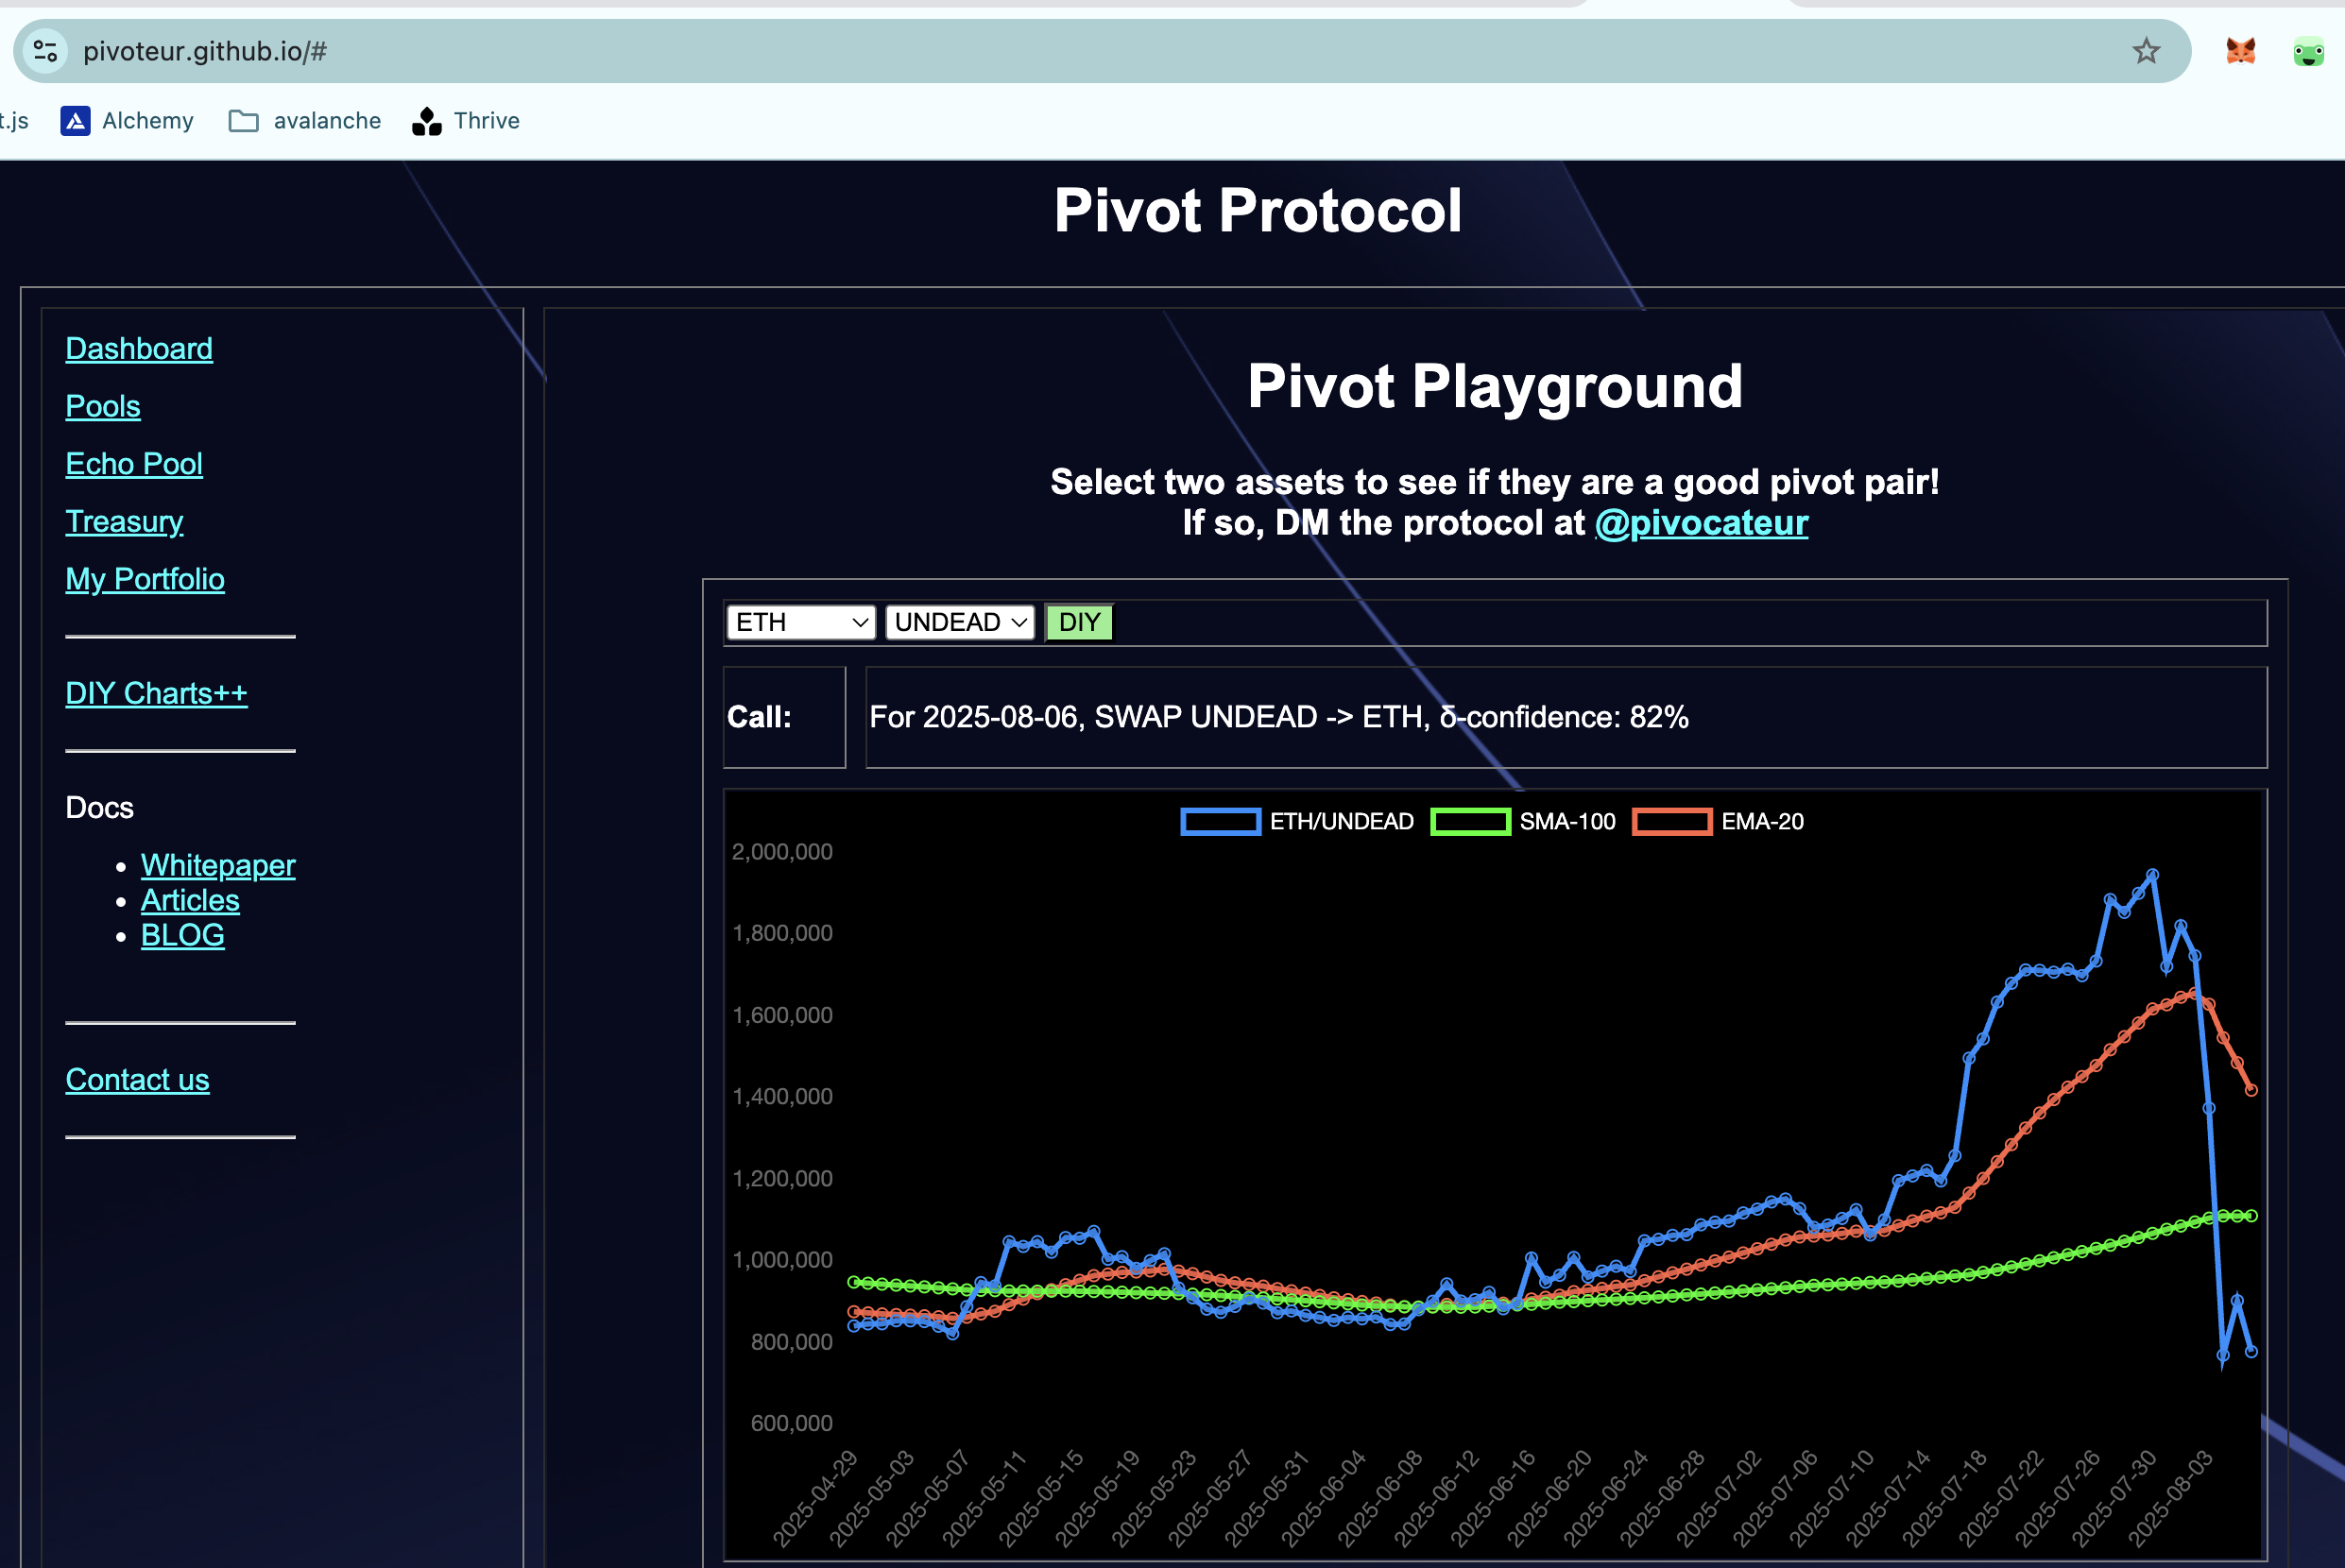 pivoteur.github.io/#
t.js
Alchemy
avalanche
Thrive
Pivot Protocol
Dashboard
Pools
Echo Pool
Treasury
My Portfolio
DIY Charts++
Docs
Whitepaper
Articles
BLOG
Contact us
Pivot Playground
Select two assets to see if they are a good pivot pair!
If so, DM the protocol at @pivocateur
ETH
UNDEAD
DIY
Call:
For 2025-08-06, SWAP UNDEAD -> ETH, δ-confidence: 82%
ETH/UNDEAD
SMA-100
EMA-20
2,000,000
1,800,000
1,600,000
1,400,000
1,200,000
1,000,000
800,000
600,000
2025-04-29
2025-05-03
2025-05-07
2025-05-11
2025-05-15
2025-05-19
2025-05-23
2025-05-27
2025-05-31
2025-06-04
2025-06-08
2025-06-12
2025-06-16
2025-06-20
2025-06-24
2025-06-28
2025-07-02
2025-07-06
2025-07-10
2025-07-14
2025-07-18
2025-07-22
2025-07-26
2025-07-30
2025-08-03